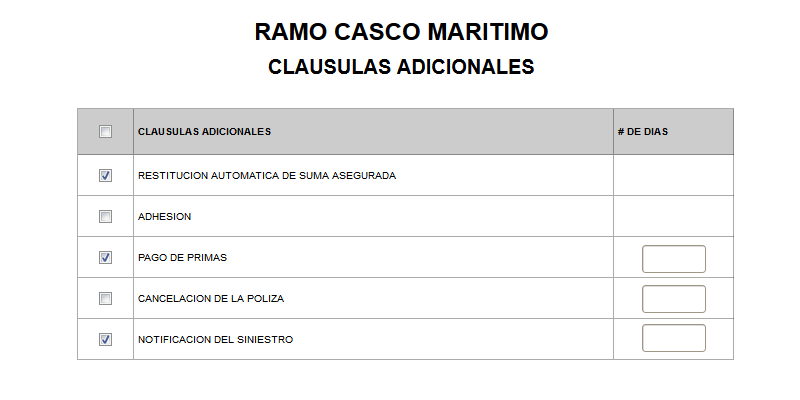 RAMO CASCO MARITIMO
CLAUSULAS ADICIONALES
CLAUSULAS ADICIONALES # DE DIAS
RESTITUCION AUTOMATICA DE SUMA ASEGURADA
ADHESION
PAGO DE PRIMAS
CANCELACION DE LA POLIZA
NOTIFICACION DEL SINIESTRO